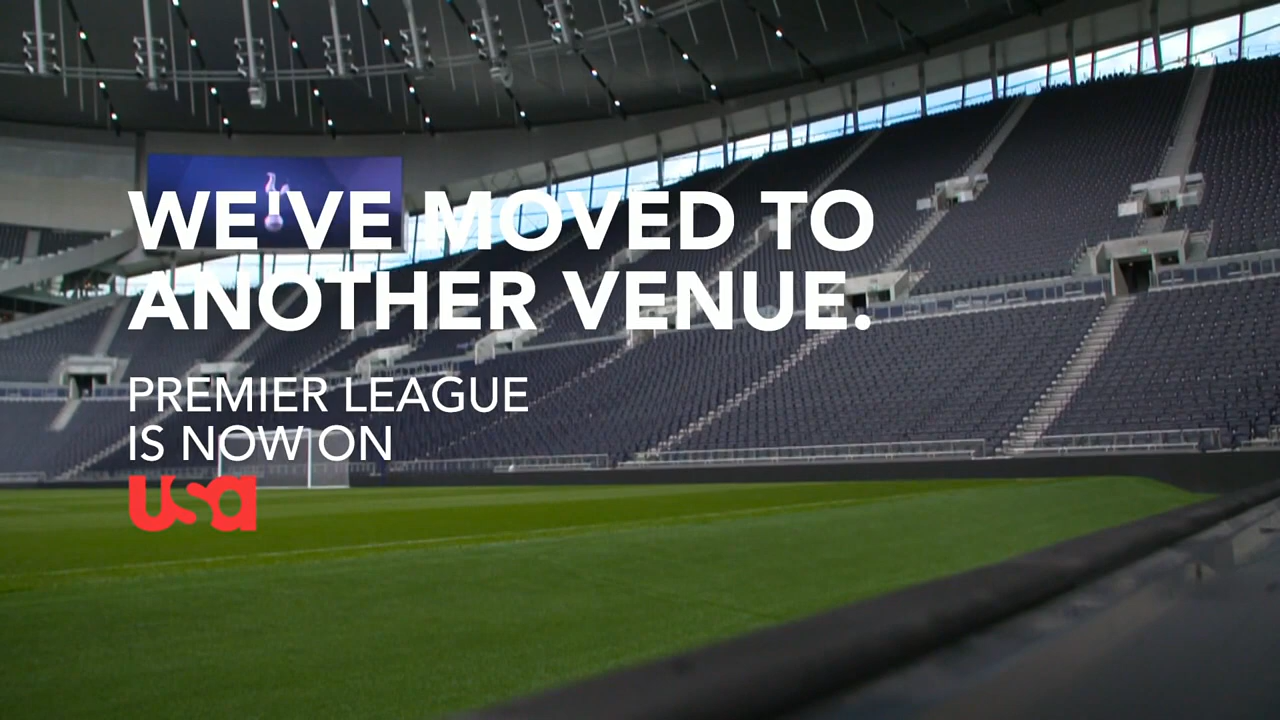 WE'VE MOVED TO
ANOTHER VENUE.
PREMIER LEAGUE
IS NOW ON
usa